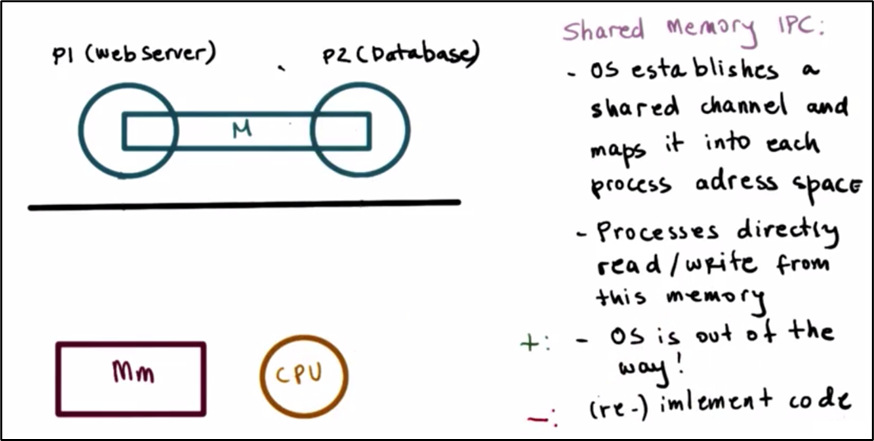 P1 (Web Server)
P2 (Database)
M
Mm
CPU
Shared Memory IPC:
- OS establishes a
shared channel and
maps it into each
process adress space
- Processes directly
read/write from
this memory
+: - OS is out of the
way!
-: (re-) imlement code